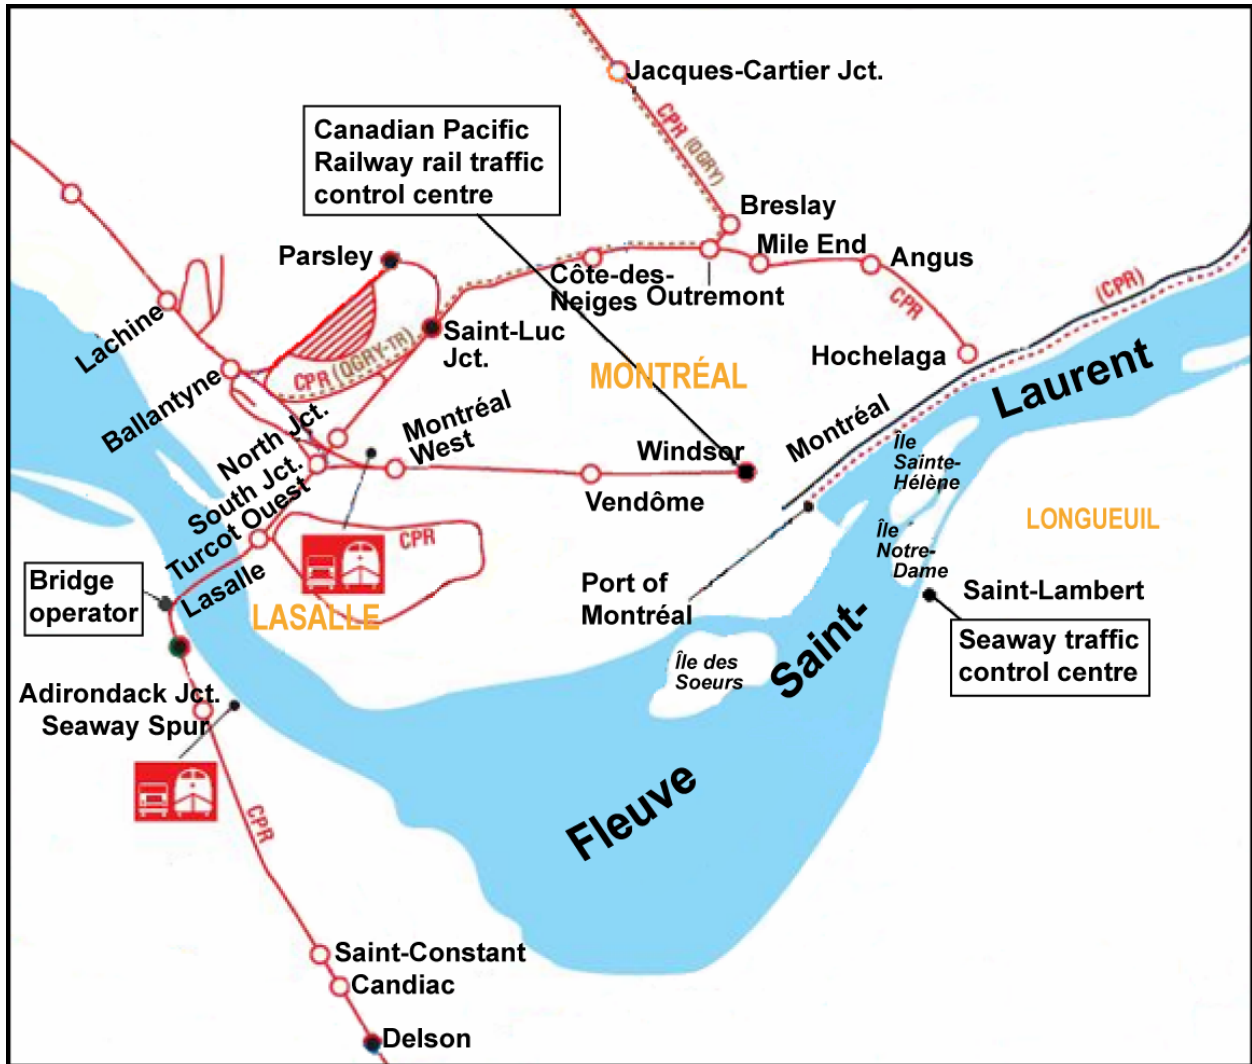 Jacques-Cartier Jct.
CPR (QGRY)
Canadian Pacific
Railway rail traffic
control centre
Breslay
Mile End
Angus
Parsley
Côte-des-
Neiges
Outremont
CPR
(CPR)
Lachine
Saint-Luc
Jct.
CPR (QGRY-TR)
Hochelaga
MONTRÉAL
Laurent
Ballantyne
North Jct.
South Jct.
Turcot Ouest
Montréal
West
Windsor
Vendôme
Montréal
Île
Sainte-
Hélène
LONGUEUIL
Île
Notre-
Dame
CPR
Lasalle
LASALLE
Bridge
operator
Port of
Montréal
Saint-Lambert
Seaway traffic
control centre
Île des
Soeurs
Saint-
Adirondack Jct.
Seaway Spur
Fleuve
CPR
Saint-Constant
Candiac
Delson